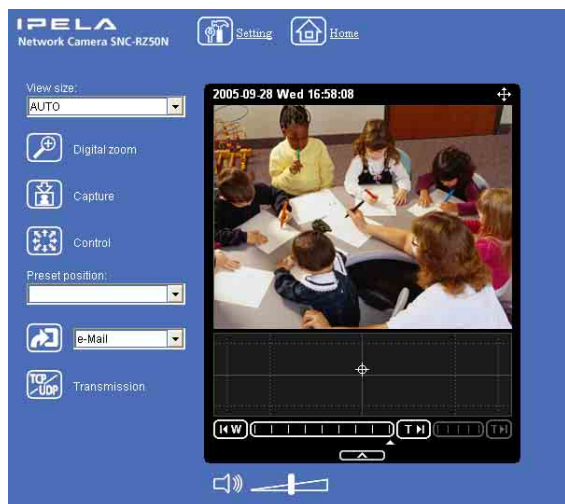 IPELA
Network Camera SNC-RZ50N
Setting
Home
View size:
AUTO
2005-09-28 Wed 16:58:08
Digital zoom
Capture
Control
Preset position:
e-Mail
TCP/UDP
Transmission
W
T
T